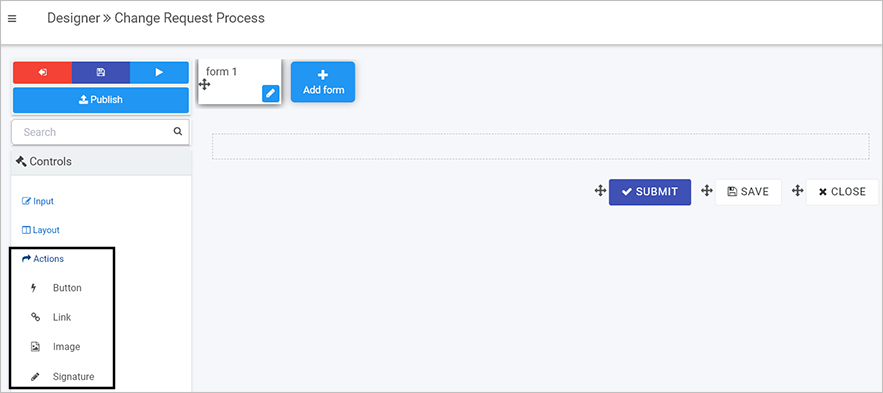 Designer » Change Request Process
form 1
Add form
Publish
Search
Controls
SUBMIT
SAVE
CLOSE
Input
Layout
Actions
Button
Link
Image
Signature